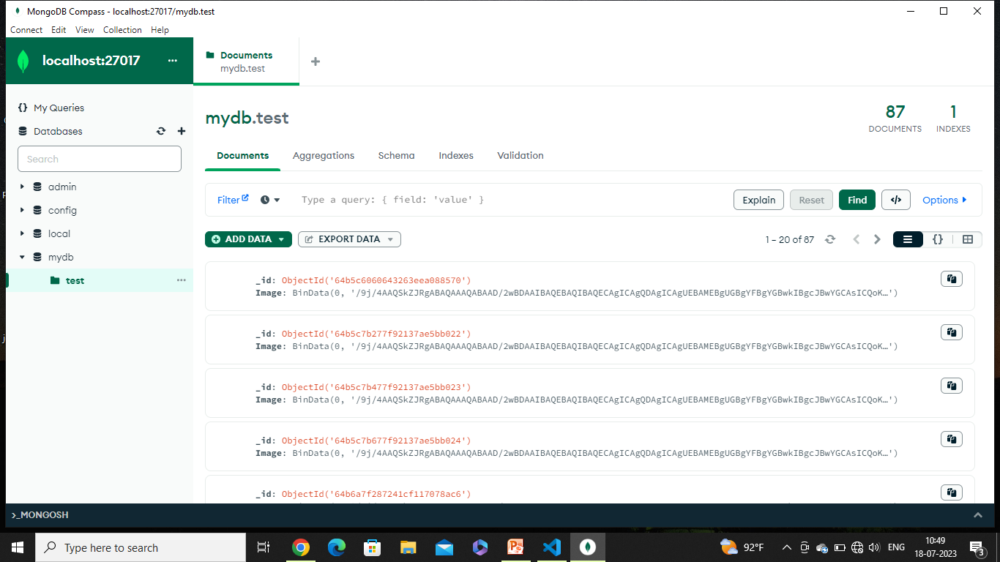 MongoDB Compass - localhost:27017/mydb.test
Connect Edit View Collection Help
localhost:27017 ...
Documents
mydb.test
My Queries
Databases
Search
admin
config
local
mydb
test
mydb.test
87
DOCUMENTS
1
INDEXES
Documents Aggregations Schema Indexes Validation
Filter Type a query: { field: 'value' } Explain Reset Find </> Options
ADD DATA EXPORT DATA 1 – 20 of 87 {}
_id: ObjectId('64b5c6060643263eea088570')
Image: BinData(0, '/9j/4AAQSkZJRgABAQAAAQABAAD/2wBDAAIBAQEBAQIBAQECAgICAgQDAgICAgUEBAMEBgUGBgYFBgYGBwkIBgcJBwYGCAsICQoK…')
_id: ObjectId('64b5c7b277f92137ae5bb022')
Image: BinData(0, '/9j/4AAQSkZJRgABAQAAAQABAAD/2wBDAAIBAQEBAQIBAQECAgICAgQDAgICAgUEBAMEBgUGBgYFBgYGBwkIBgcJBwYGCAsICQoK…')
_id: ObjectId('64b5c7b477f92137ae5bb023')
Image: BinData(0, '/9j/4AAQSkZJRgABAQAAAQABAAD/2wBDAAIBAQEBAQIBAQECAgICAgQDAgICAgUEBAMEBgUGBgYFBgYGBwkIBgcJBwYGCAsICQoK…')
_id: ObjectId('64b5c7b677f92137ae5bb024')
Image: BinData(0, '/9j/4AAQSkZJRgABAQAAAQABAAD/2wBDAAIBAQEBAQIBAQECAgICAgQDAgICAgUEBAMEBgUGBgYFBgYGBwkIBgcJBwYGCAsICQoK…')
_id: ObjectId('64b6a7f287241cf117078ac6')
>_MONGOSH
Type here to search
92°F
ENG
10:49
18-07-2023
3